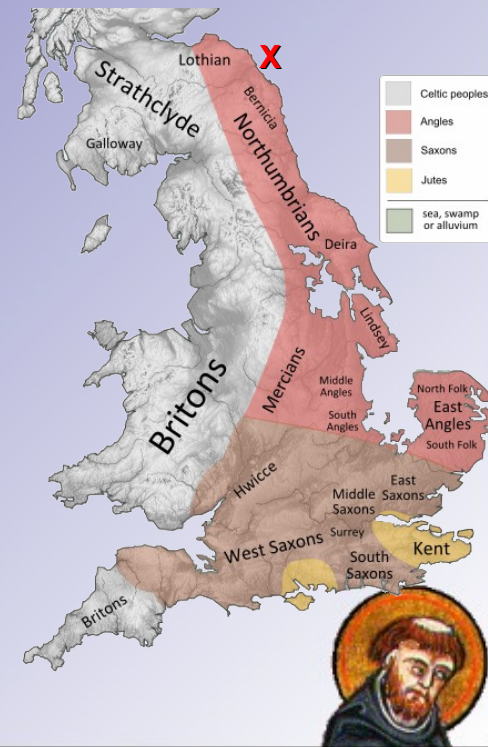 Lothian
X
Strathclyde
Bernicia
Celtic peoples
Angles
Galloway
Northumbrians
Saxons
Jutes
sea, swamp
or alluvium
Deira
Lindsey
Britons
Mercians
Middle
Angles
North Folk
East
Angles
South
Angles
South Folk
Hwicce
East
Saxons
Middle
Saxons
Surrey
West Saxons
Kent
South
Saxons
Britons